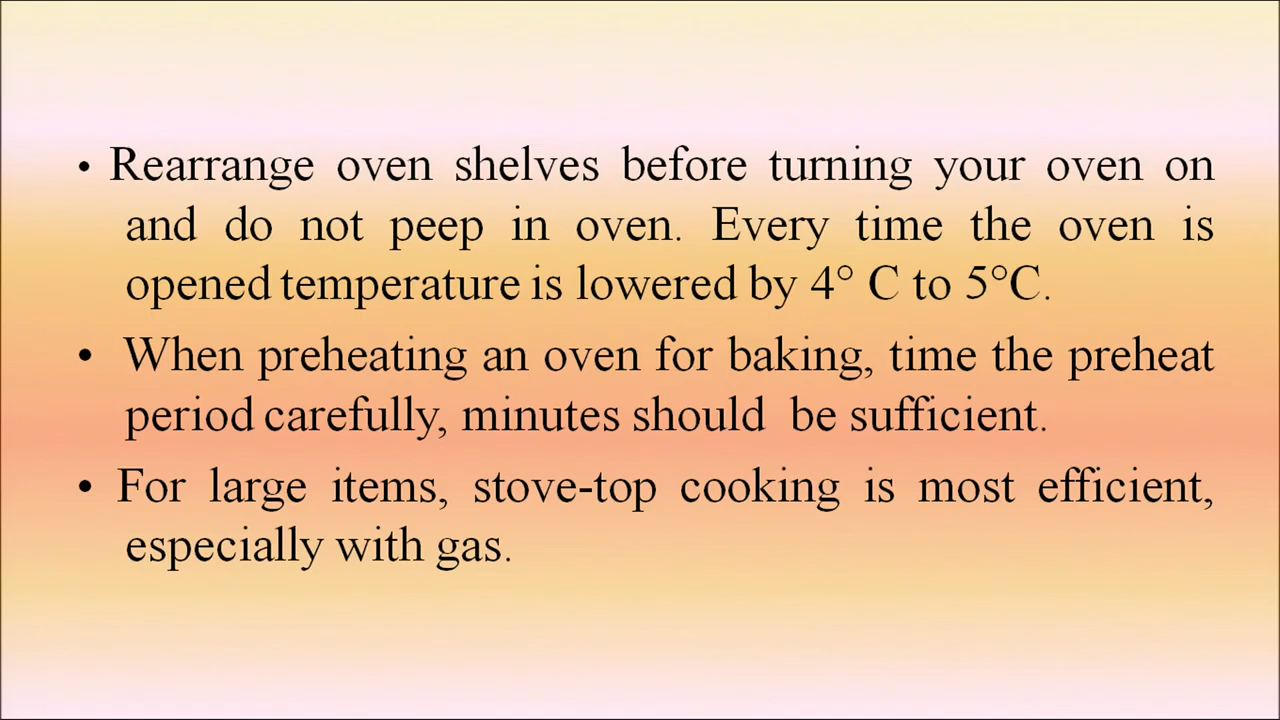 • Rearrange oven shelves before turning your oven on
and do not peep in oven. Every time the oven is
opened temperature is lowered by 4° C to 5°C.
• When preheating an oven for baking, time the preheat
period carefully, minutes should be sufficient.
• For large items, stove-top cooking is most efficient,
especially with gas.